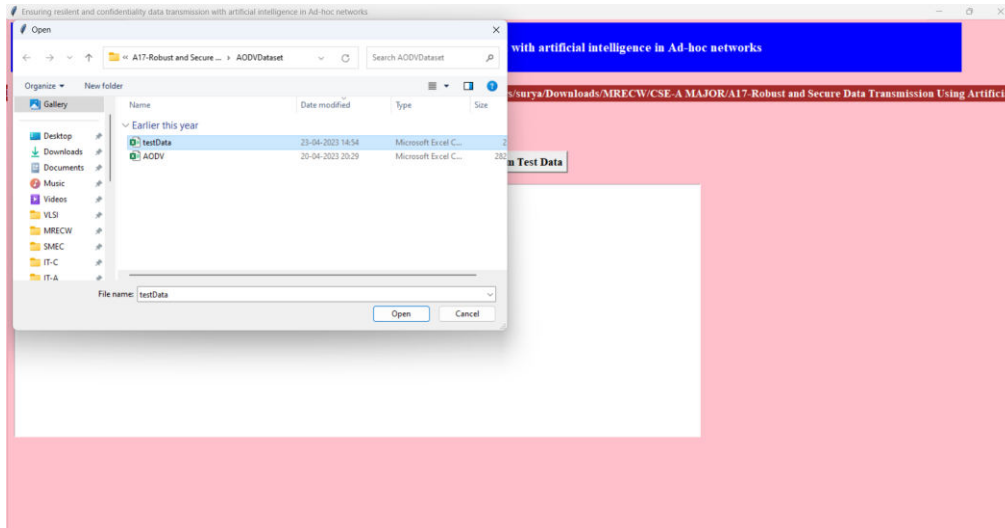 Ensuring resilent and confidentiality data transmission with artificial intelligence in Ad-hoc networks
Open
with artificial intelligence in Ad-hoc networks
« A17-Robust and Secure ... › AODVDataset
Search AODVDataset
Organize
New folder
s/surya/Downloads/MRECW/CSE-A MAJOR/A17-Robust and Secure Data Transmission Using Artifici
Gallery
Name
Date modified
Type
Size
Earlier this year
Desktop
testData
23-04-2023 14:54
Microsoft Excel C...
2
Downloads
AODV
20-04-2023 20:29
Microsoft Excel C...
282
Test Data
Documents
Music
Videos
VLSI
MRECW
SMEC
IT-C
IT-A
File name: testData
Open
Cancel